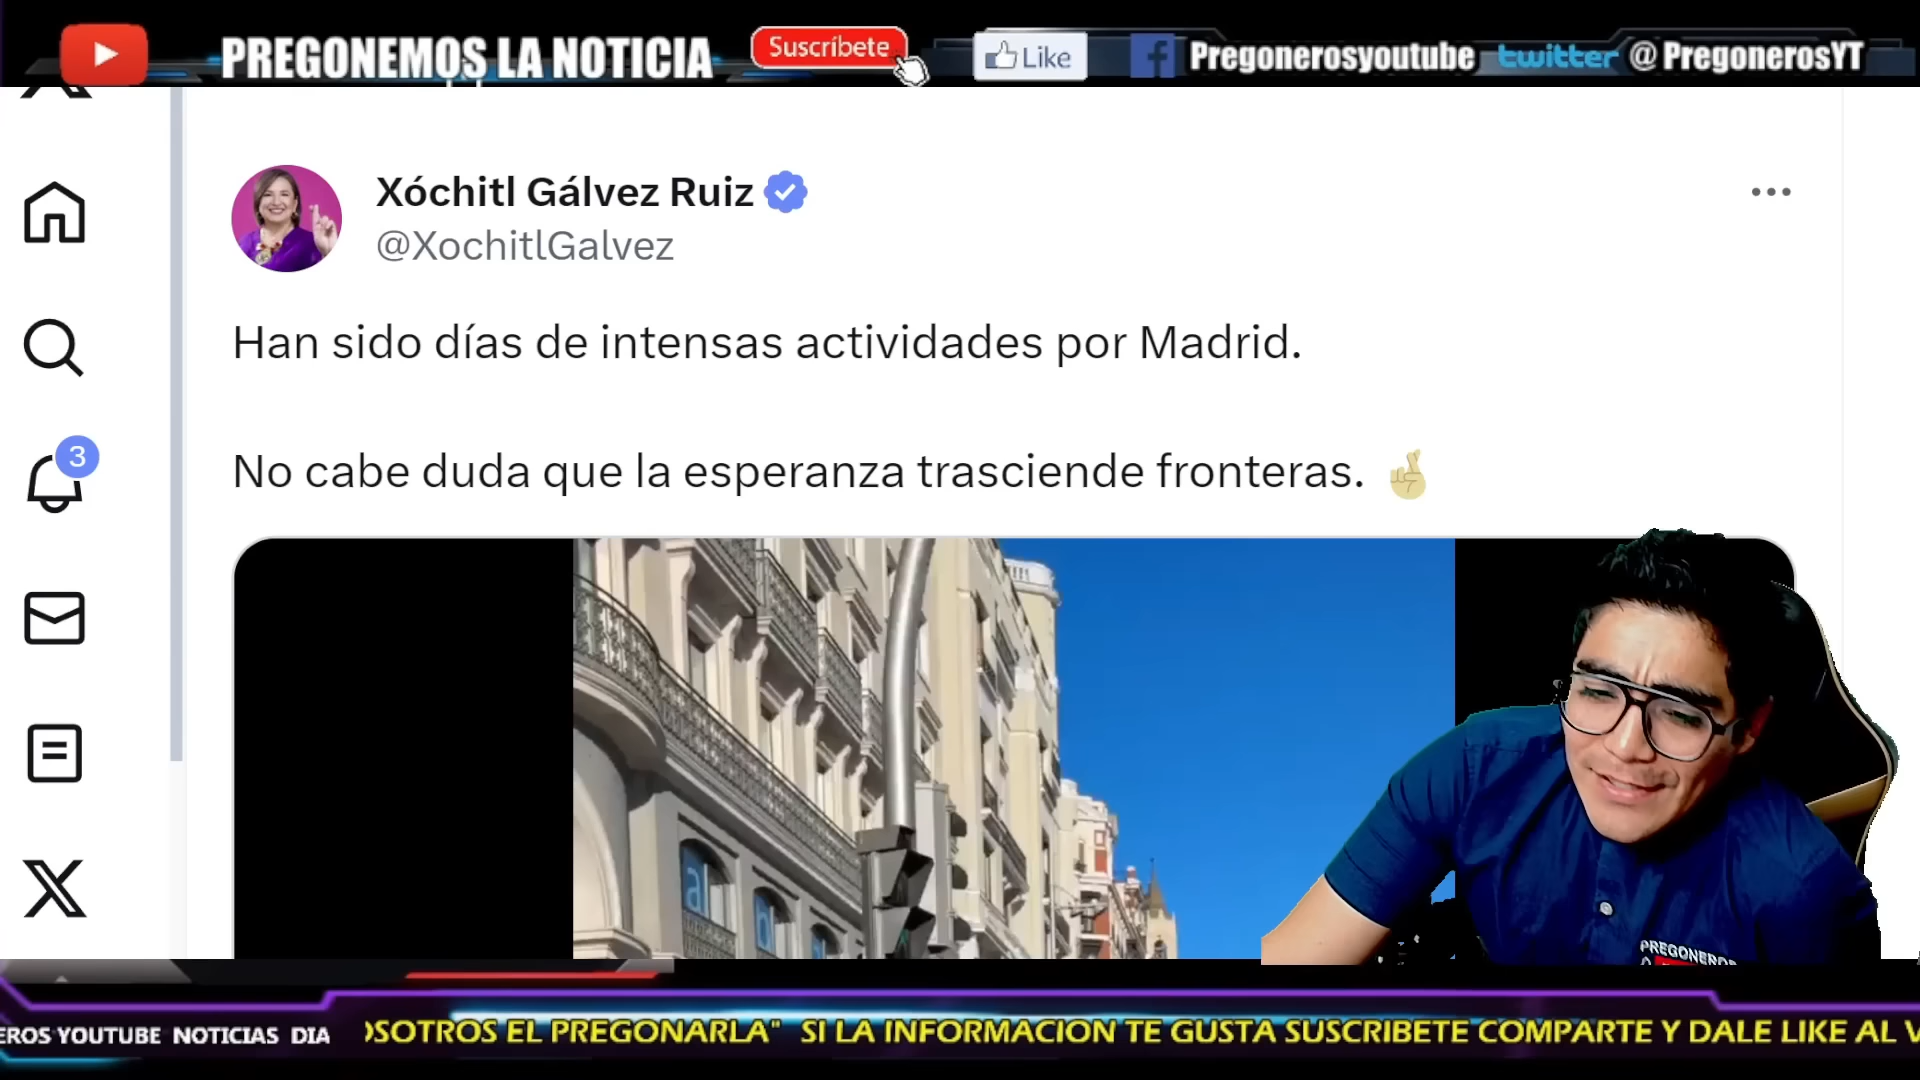 PREGONEMOS LA NOTICIA
Suscríbete
Like
Pregonerosyoutube
twitter @PregonerosYT
Xóchitl Gálvez Ruiz
@XochitlGalvez
Han sido días de intensas actividades por Madrid.
No cabe duda que la esperanza trasciende fronteras.
3
PREGONEROS
EROS YOUTUBE NOTICIAS DIA
OSOTROS EL PREGONARLA" SI LA INFORMACION TE GUSTA SUSCRIBETE COMPARTE Y DALE LIKE AL V